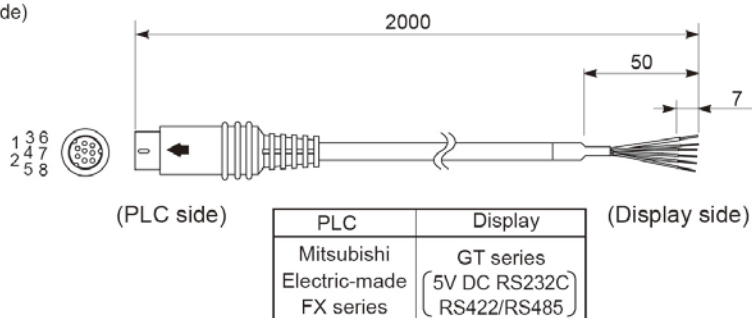 de)
2000
50
7
1 3 6
2 4 7
5 8
(PLC side)
(Display side)
PLC Display
Mitsubishi GT series
Electric-made 5V DC RS232C
FX series RS422/RS485